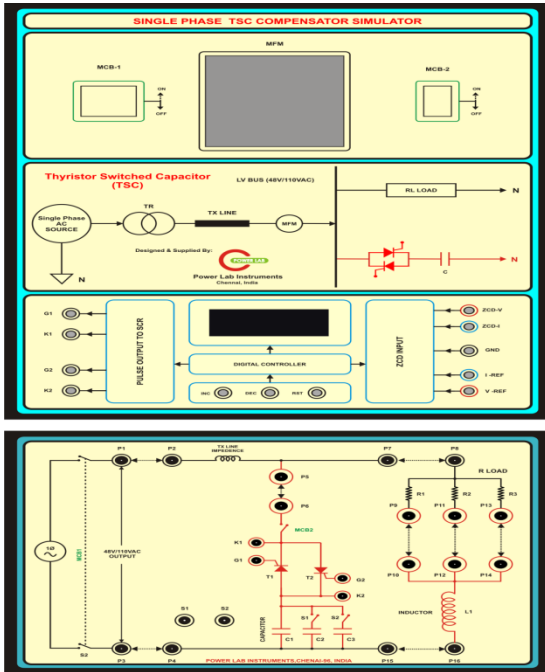 SINGLE PHASE TSC COMPENSATOR SIMULATOR
MFM
MCB-1
MCB-2
ON
OFF
ON
OFF
Thyristor Switched Capacitor
(TSC)
LV BUS (48V/110VAC)
RL LOAD
N
TR
TX LINE
Single Phase
AC
SOURCE
MFM
Designed & Supplied By:
POWER LAB
Power Lab Instruments
Chennai, India
N
C
N
G1
K1
G2
K2
PULSE OUTPUT TO SCR
DIGITAL CONTROLLER
INC
DEC
RST
ZCD INPUT
ZCD-V
ZCD-I
GND
I -REF
V -REF
P1
P2
TX LINE
IMPEDENCE
P7
P8
P5
R LOAD
P6
R1
R2
R3
P9
P11
P13
MCB2
MCB1
1Ø
48V/110VAC
OUTPUT
K1
G1
T1
T2
G2
K2
P10
P12
P14
S1
S2
CAPACITOR
S1
S2
C1
C2
C3
INDUCTOR
L1
S2
P3
P4
P15
P16
POWER LAB INSTRUMENTS,CHENAI-96, INDIA